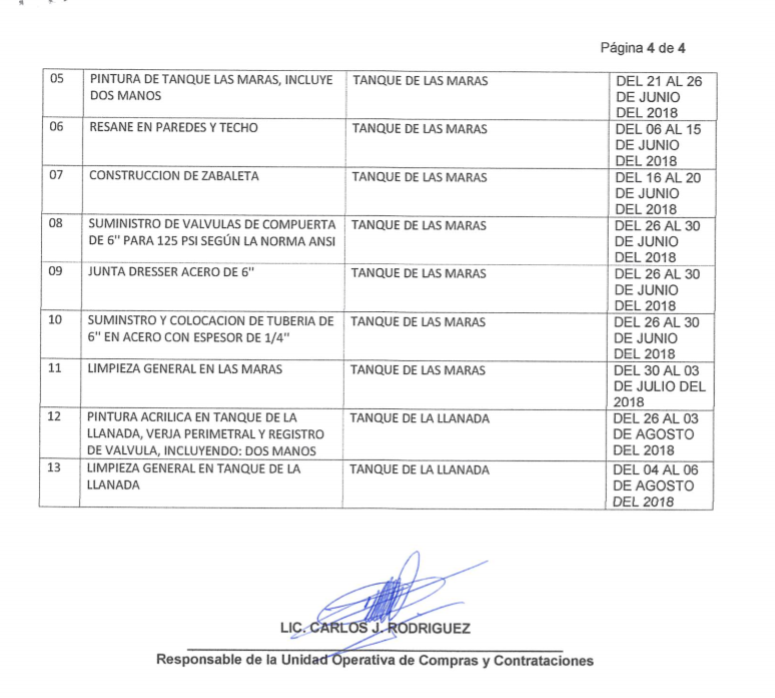 Página 4 de 4
05 PINTURA DE TANQUE LAS MARAS, INCLUYE TANQUE DE LAS MARAS DEL 21 AL 26
DOS MANOS DE JUNIO
DEL 2018
06 RESANE EN PAREDES Y TECHO TANQUE DE LAS MARAS DEL 06 AL 15
DE JUNIO
DEL 2018
07 CONSTRUCCION DE ZABALETA TANQUE DE LAS MARAS DEL 16 AL 20
DE JUNIO
DEL 2018
08 SUMINISTRO DE VALVULAS DE COMPUERTA TANQUE DE LAS MARAS DEL 26 AL 30
DE 6" PARA 125 PSI SEGÚN LA NORMA ANSI DE JUNIO
DEL 2018
09 JUNTA DRESSER ACERO DE 6" TANQUE DE LAS MARAS DEL 26 AL 30
DE JUNIO
DEL 2018
10 SUMINSTRO Y COLOCACION DE TUBERIA DE TANQUE DE LAS MARAS DEL 26 AL 30
6" EN ACERO CON ESPESOR DE 1/4" DE JUNIO
DEL 2018
11 LIMPIEZA GENERAL EN LAS MARAS TANQUE DE LAS MARAS DEL 30 AL 03
DE JULIO DEL
2018
12 PINTURA ACRILICA EN TANQUE DE LA TANQUE DE LA LLANADA DEL 26 AL 03
LLANADA, VERJA PERIMETRAL Y REGISTRO DE AGOSTO
DE VALVULA, INCLUYENDO: DOS MANOS DEL 2018
13 LIMPIEZA GENERAL EN TANQUE DE LA TANQUE DE LA LLANADA DEL 04 AL 06
LLANADA DE AGOSTO
DEL 2018
LIC. CARLOS J. RODRIGUEZ
Responsable de la Unidad Operativa de Compras y Contrataciones